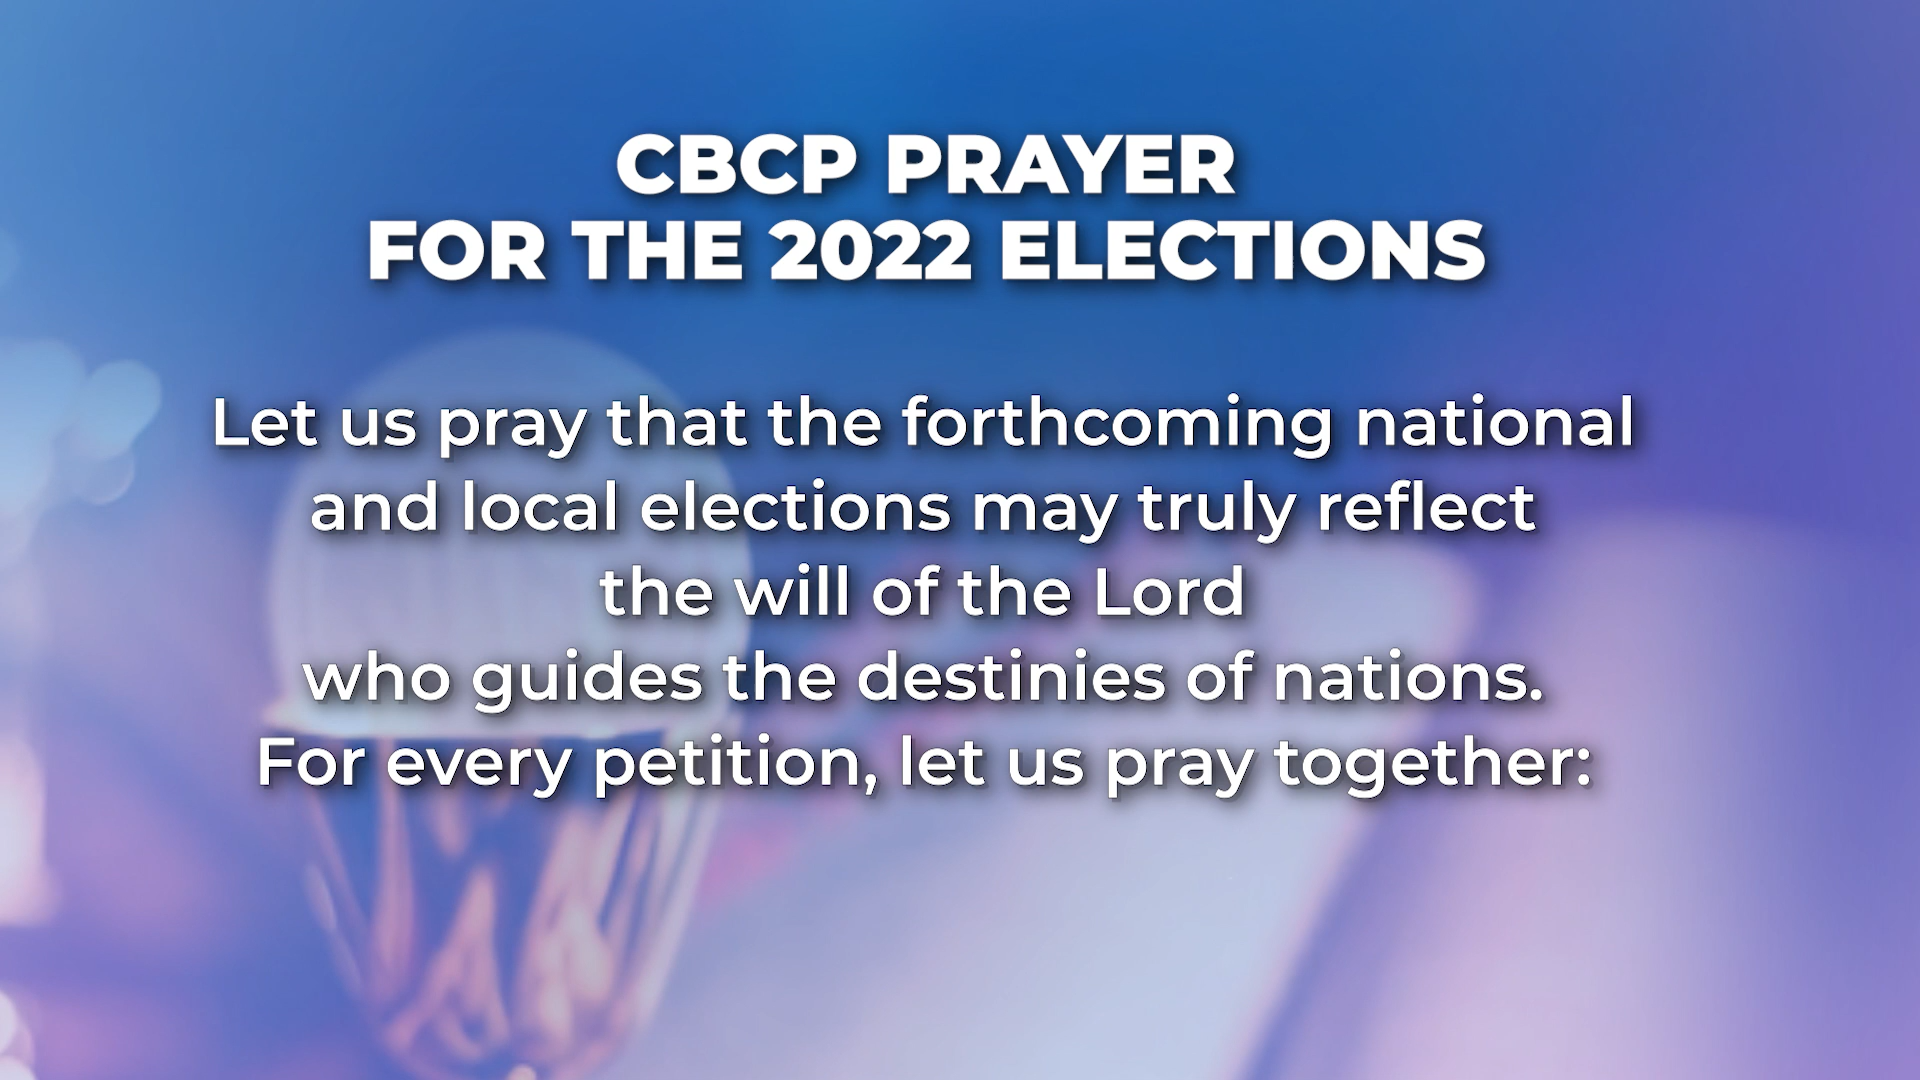 CBCP PRAYER
FOR THE 2022 ELECTIONS
Let us pray that the forthcoming national
and local elections may truly reflect
the will of the Lord
who guides the destinies of nations.
For every petition, let us pray together: